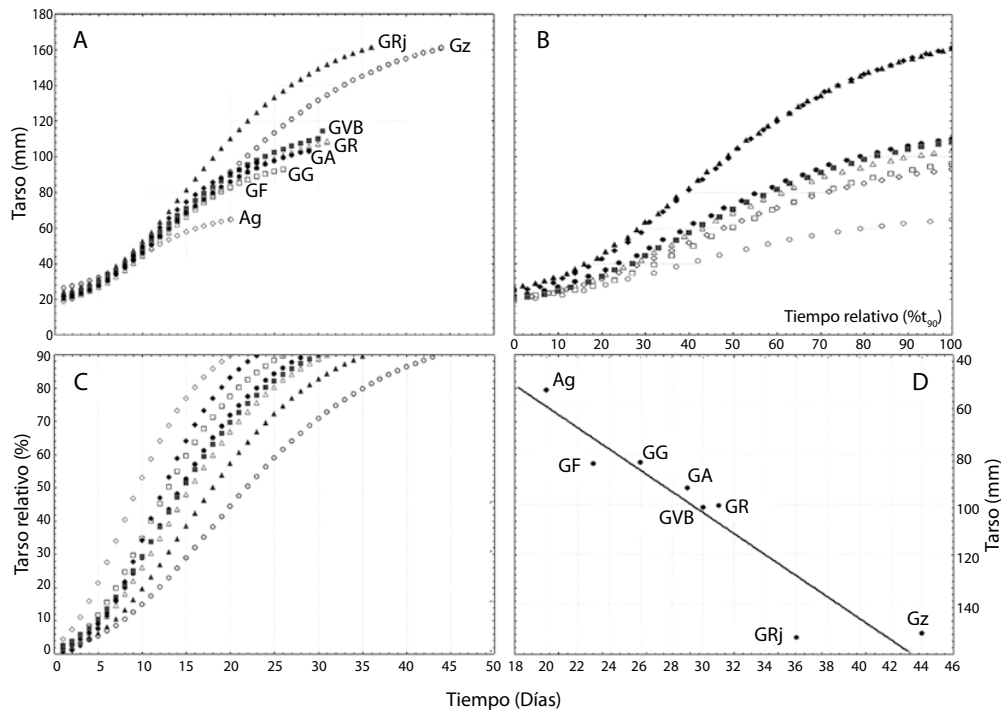 A
Tarso (mm)
180
160
140
120
100
80
60
40
20
0
GRj
Gz
GVB
GR
GA
GG
GF
Ag
B
Tiempo relativo (%t90)
0 10 20 30 40 50 60 70 80 90 100
C
Tarso relativo (%)
90
80
70
60
50
40
30
20
10
0
0 5 10 15 20 25 30 35 40 45 50
D
Ag
GF
GG
GA
GVB
GR
GRj
Gz
40
60
80
100
120
140
Tarso (mm)
18 20 22 24 26 28 30 32 34 36 38 40 42 44 46
Tiempo (Días)